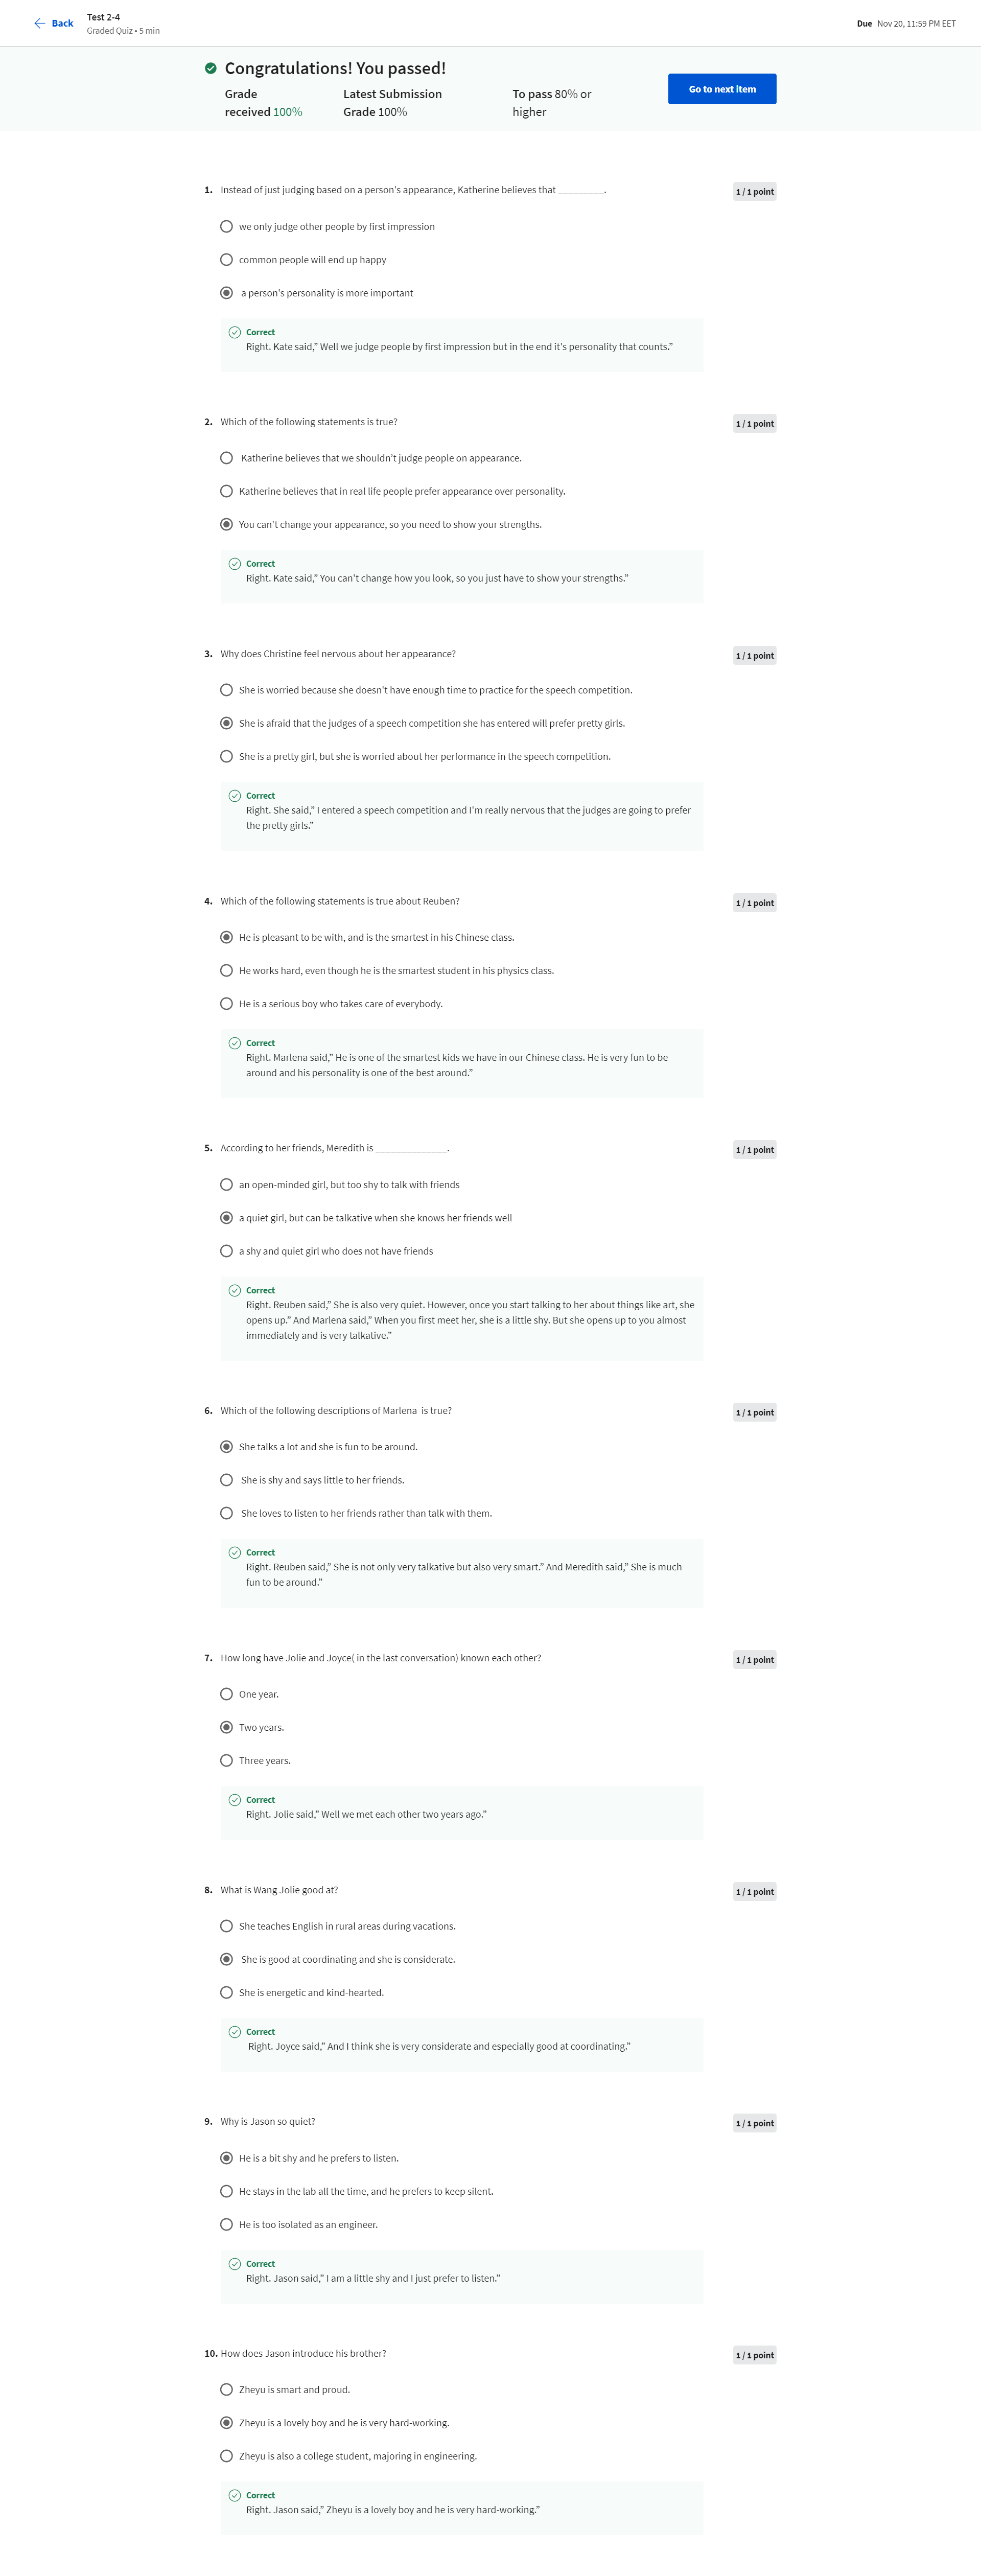 Back
Test 2-4
Graded Quiz • 5 min
Due Nov 20, 11:59 PM EET
Congratulations! You passed!
Grade
received 100%
Latest Submission
Grade 100%
To pass 80% or
higher
Go to next item
1. Instead of just judging based on a person's appearance, Katherine believes that _________.
1 / 1 point
we only judge other people by first impression
common people will end up happy
a person's personality is more important
Correct
Right. Kate said,” Well we judge people by first impression but in the end it's personality that counts.”
2. Which of the following statements is true?
1 / 1 point
Katherine believes that we shouldn't judge people on appearance.
Katherine believes that in real life people prefer appearance over personality.
You can't change your appearance, so you need to show your strengths.
Correct
Right. Kate said,” You can't change how you look, so you just have to show your strengths.”
3. Why does Christine feel nervous about her appearance?
1 / 1 point
She is worried because she doesn't have enough time to practice for the speech competition.
She is afraid that the judges of a speech competition she has entered will prefer pretty girls.
She is a pretty girl, but she is worried about her performance in the speech competition.
Correct
Right. She said,” I entered a speech competition and I'm really nervous that the judges are going to prefer
the pretty girls.”
4. Which of the following statements is true about Reuben?
1 / 1 point
He is pleasant to be with, and is the smartest in his Chinese class.
He works hard, even though he is the smartest student in his physics class.
He is a serious boy who takes care of everybody.
Correct
Right. Marlena said,” He is one of the smartest kids we have in our Chinese class. He is very fun to be
around and his personality is one of the best around.”
5. According to her friends, Meredith is ______________.
1 / 1 point
an open-minded girl, but too shy to talk with friends
a quiet girl, but can be talkative when she knows her friends well
a shy and quiet girl who does not have friends
Correct
Right. Reuben said,” She is also very quiet. However, once you start talking to her about things like art, she
opens up.” And Marlena said,” When you first meet her, she is a little shy. But she opens up to you almost
immediately and is very talkative.”
6. Which of the following descriptions of Marlena is true?
1 / 1 point
She talks a lot and she is fun to be around.
She is shy and says little to her friends.
She loves to listen to her friends rather than talk with them.
Correct
Right. Reuben said,” She is not only very talkative but also very smart.” And Meredith said,” She is much
fun to be around.”
7. How long have Jolie and Joyce( in the last conversation) known each other?
1 / 1 point
One year.
Two years.
Three years.
Correct
Right. Jolie said,” Well we met each other two years ago.”
8. What is Wang Jolie good at?
1 / 1 point
She teaches English in rural areas during vacations.
She is good at coordinating and she is considerate.
She is energetic and kind-hearted.
Correct
Right. Joyce said,” And I think she is very considerate and especially good at coordinating.”
9. Why is Jason so quiet?
1 / 1 point
He is a bit shy and he prefers to listen.
He stays in the lab all the time, and he prefers to keep silent.
He is too isolated as an engineer.
Correct
Right. Jason said,” I am a little shy and I just prefer to listen.”
10. How does Jason introduce his brother?
1 / 1 point
Zheyu is smart and proud.
Zheyu is a lovely boy and he is very hard-working.
Zheyu is also a college student, majoring in engineering.
Correct
Right. Jason said,” Zheyu is a lovely boy and he is very hard-working.”